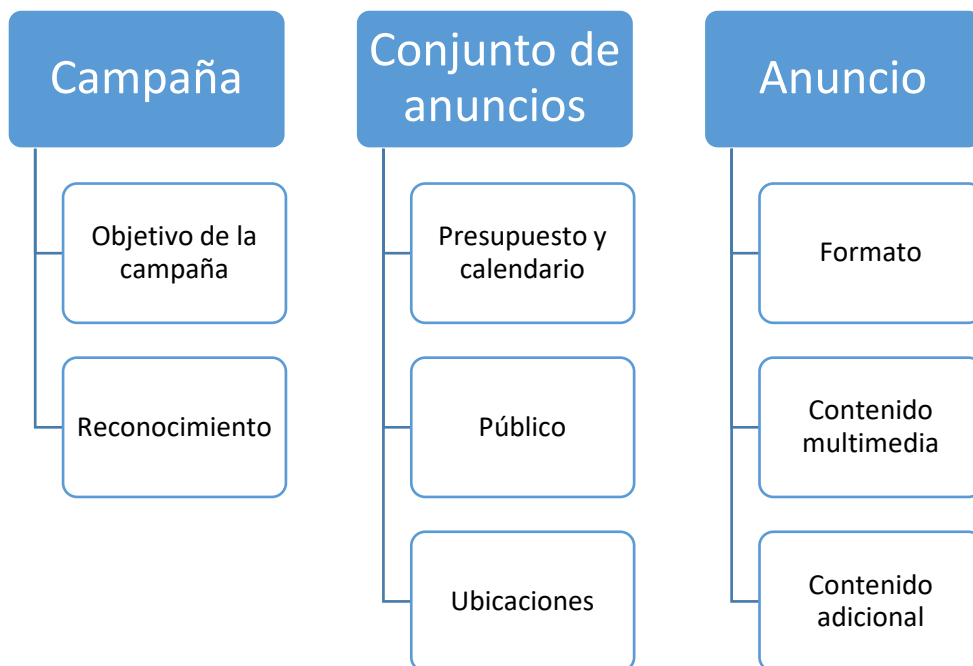 Campaña
Objetivo de la
campaña
Reconocimiento
Conjunto de
anuncios
Presupuesto y
calendario
Público
Ubicaciones
Anuncio
Formato
Contenido
multimedia
Contenido
adicional